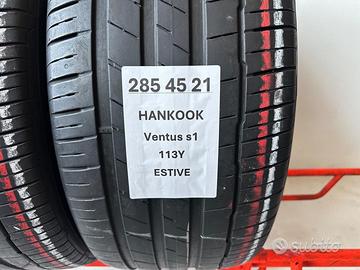 285 45 21
HANKOOK
Ventus s1
113Y
ESTIVE
subito